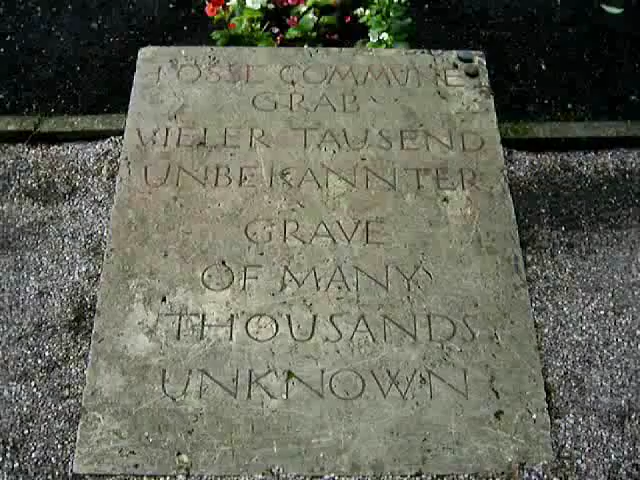 FOSSE COMMUNE
GRAB
VIELER TAUSEND
UNBEKANNTER
GRAVE
OF MANY
THOUSANDS
UNKNOWN